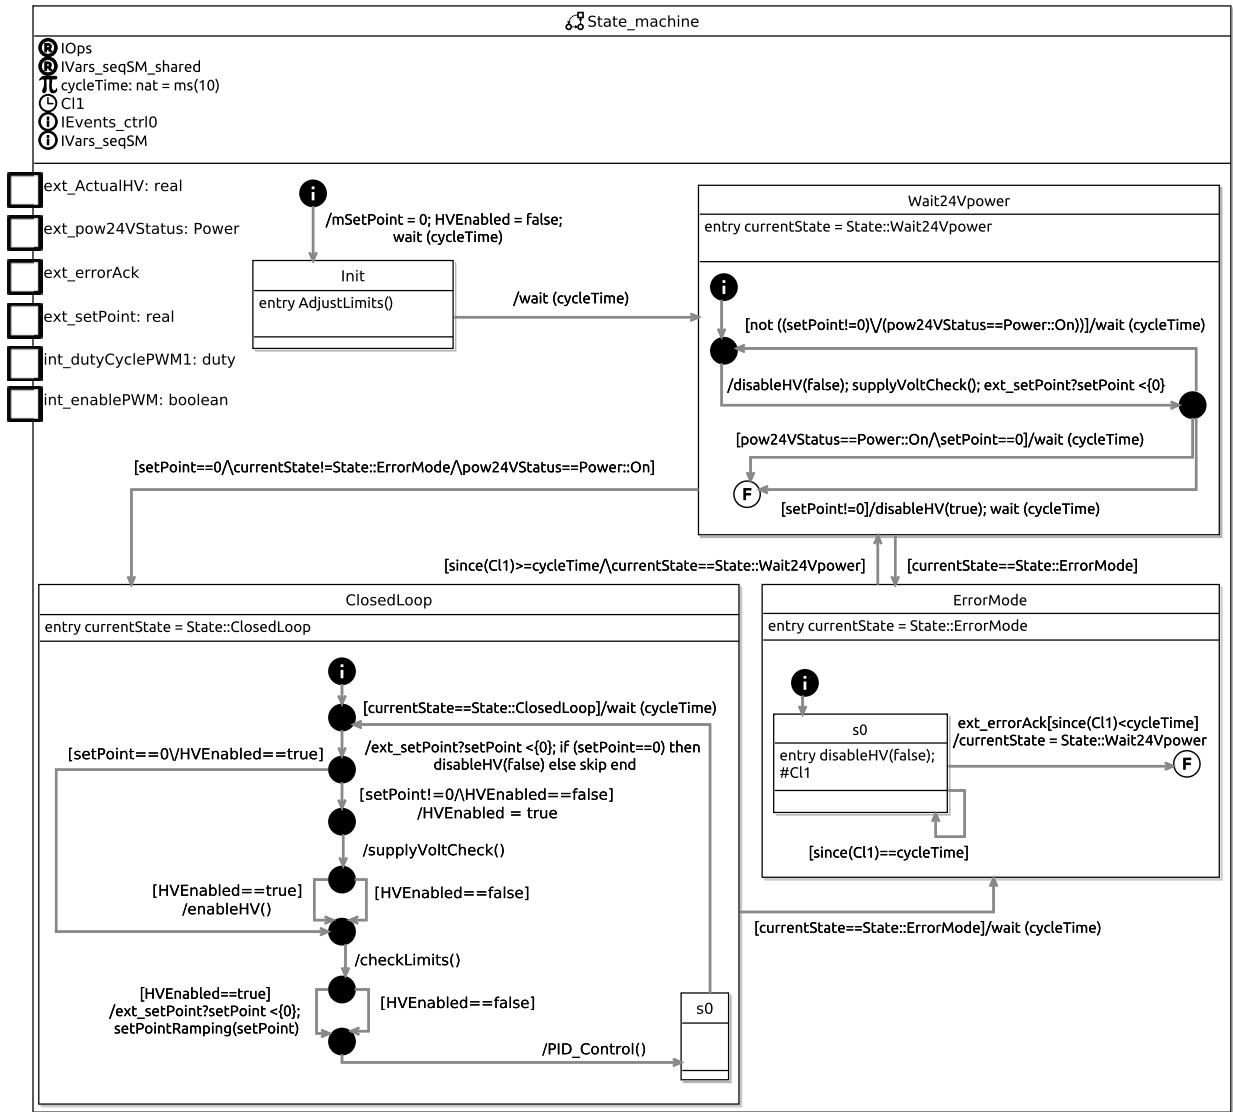 State_machine
R IOps
R IVars_seqSM_shared
π cycleTime: nat = ms(10)
Cl1
i IEvents_ctrl0
i IVars_seqSM
ext_ActualHV: real
ext_pow24VStatus: Power
ext_errorAck
ext_setPoint: real
int_dutyCyclePWM1: duty
int_enablePWM: boolean
i
/mSetPoint = 0; HVEnabled = false;
wait (cycleTime)
Init
entry AdjustLimits()
/wait (cycleTime)
Wait24Vpower
entry currentState = State::Wait24Vpower
i
[not ((setPoint!=0)\/(pow24VStatus==Power::On))]/wait (cycleTime)
/disableHV(false); supplyVoltCheck(); ext_setPoint?setPoint <{0}
[pow24VStatus==Power::On/\setPoint==0]/wait (cycleTime)
F
[setPoint!=0]/disableHV(true); wait (cycleTime)
[setPoint==0/\currentState!=State::ErrorMode/\pow24VStatus==Power::On]
[since(Cl1)>=cycleTime/\currentState==State::Wait24Vpower]
[currentState==State::ErrorMode]
ClosedLoop
entry currentState = State::ClosedLoop
i
[currentState==State::ClosedLoop]/wait (cycleTime)
/ext_setPoint?setPoint <{0}; if (setPoint==0) then
disableHV(false) else skip end
[setPoint==0\/HVEnabled==true]
[setPoint!=0/\HVEnabled==false]
/HVEnabled = true
/supplyVoltCheck()
[HVEnabled==true]
/enableHV()
[HVEnabled==false]
/checkLimits()
[HVEnabled==true]
/ext_setPoint?setPoint <{0};
setPointRamping(setPoint)
[HVEnabled==false]
/PID_Control()
s0
ErrorMode
entry currentState = State::ErrorMode
i
s0
entry disableHV(false);
#Cl1
ext_errorAck[since(Cl1)<cycleTime]
/currentState = State::Wait24Vpower
F
[since(Cl1)==cycleTime]
[currentState==State::ErrorMode]/wait (cycleTime)